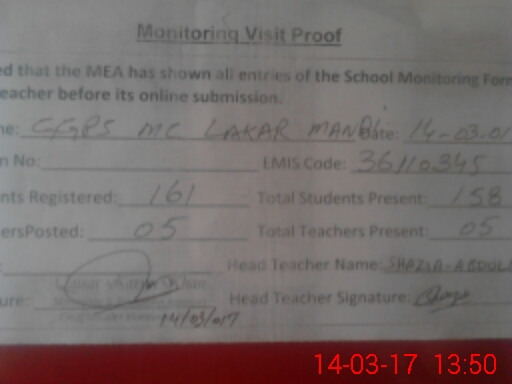 Monitoring Visit Proof
ed that the MEA has shown all entries of the School Monitoring Form
eacher before its online submission.
ne: GGPS MC LAKAR MANDI Date: 14-03-01
n No: EMIS Code: 36110345
nts Registered: 161 Total Students Present: 158
ersPosted: 05 Total Teachers Present: 05
Head Teacher Name: SHAZIA-ABDUL
ure: Head Teacher Signature:
14/03/017
14-03-17 13:50